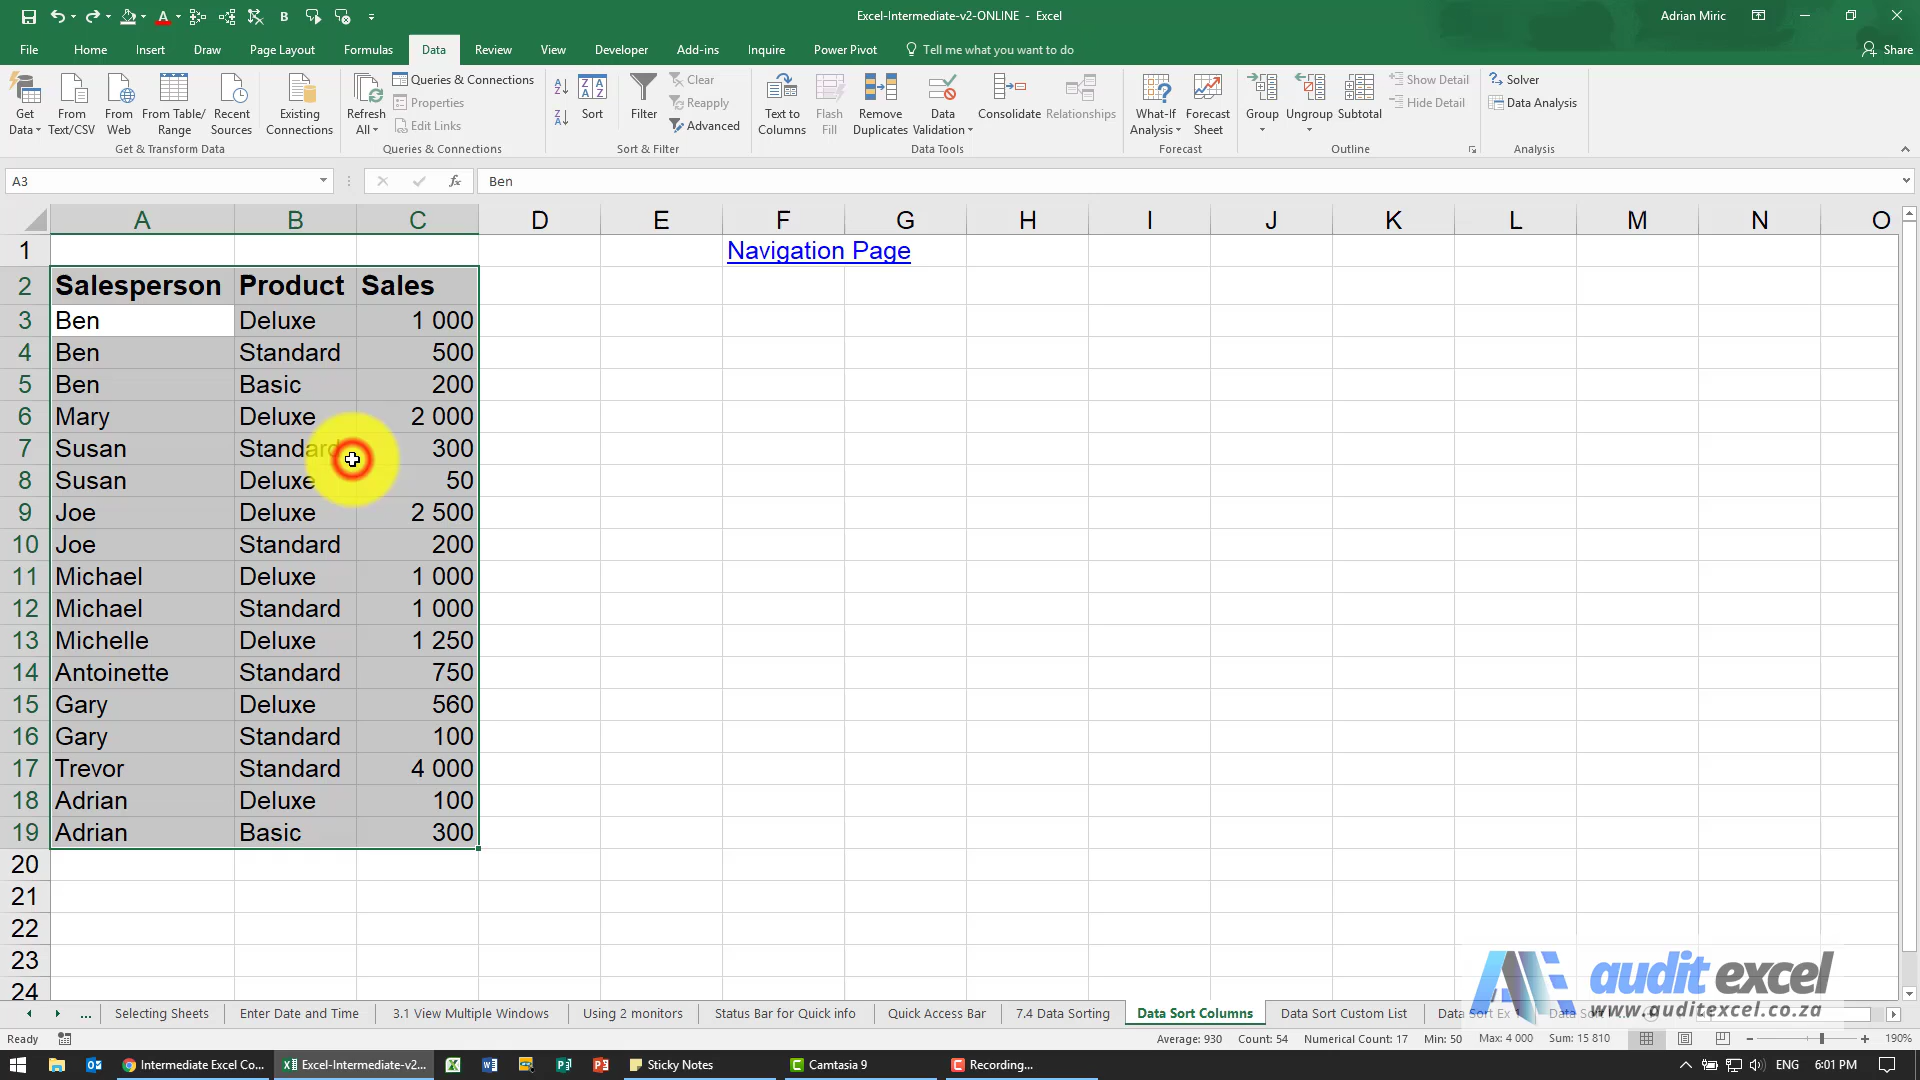 Excel-Intermediate-v2-ONLINE - Excel
Adrian Miric
File Home Insert Draw Page Layout Formulas Data Review View Developer Add-ins Inquire Power Pivot Tell me what you want to do Share
Get Data
From Text/CSV
From Web
From Table/ Range
Recent Sources
Existing Connections
Get & Transform Data
Refresh All
Queries & Connections
Properties
Edit Links
Queries & Connections
Sort
Filter
Clear
Reapply
Advanced
Sort & Filter
Text to Columns
Flash Fill
Remove Duplicates
Data Validation
Consolidate
Relationships
Data Tools
What-If Analysis
Forecast Sheet
Forecast
Group
Ungroup
Subtotal
Show Detail
Hide Detail
Outline
Solver
Data Analysis
Analysis
A3 fx Ben
A B C D E F G H I J K L M N O
1 Navigation Page
2 Salesperson Product Sales
3 Ben Deluxe 1 000
4 Ben Standard 500
5 Ben Basic 200
6 Mary Deluxe 2 000
7 Susan Standard 300
8 Susan Deluxe 50
9 Joe Deluxe 2 500
10 Joe Standard 200
11 Michael Deluxe 1 000
12 Michael Standard 1 000
13 Michelle Deluxe 1 250
14 Antoinette Standard 750
15 Gary Deluxe 560
16 Gary Standard 100
17 Trevor Standard 4 000
18 Adrian Deluxe 100
19 Adrian Basic 300
20
21
22
23
24
audit excel
www.auditexcel.co.za
... Selecting Sheets Enter Date and Time 3.1 View Multiple Windows Using 2 monitors Status Bar for Quick info Quick Access Bar 7.4 Data Sorting Data Sort Columns Data Sort Custom List Data Sort Ex 1
Ready Average: 930 Count: 54 Numerical Count: 17 Min: 50 Max: 4 000 Sum: 15 810 190%
Intermediate Excel Co... Excel-Intermediate-v2... Sticky Notes Camtasia 9 Recording... ENG 6:01 PM